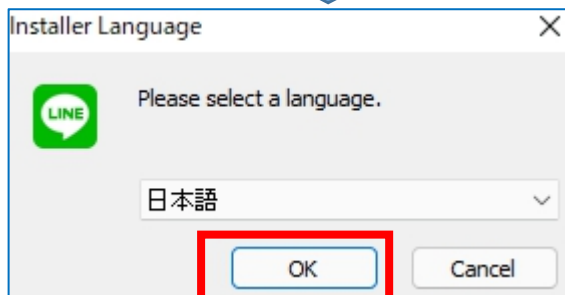 Installer Language
LINE
Please select a language.
日本語
OK
Cancel